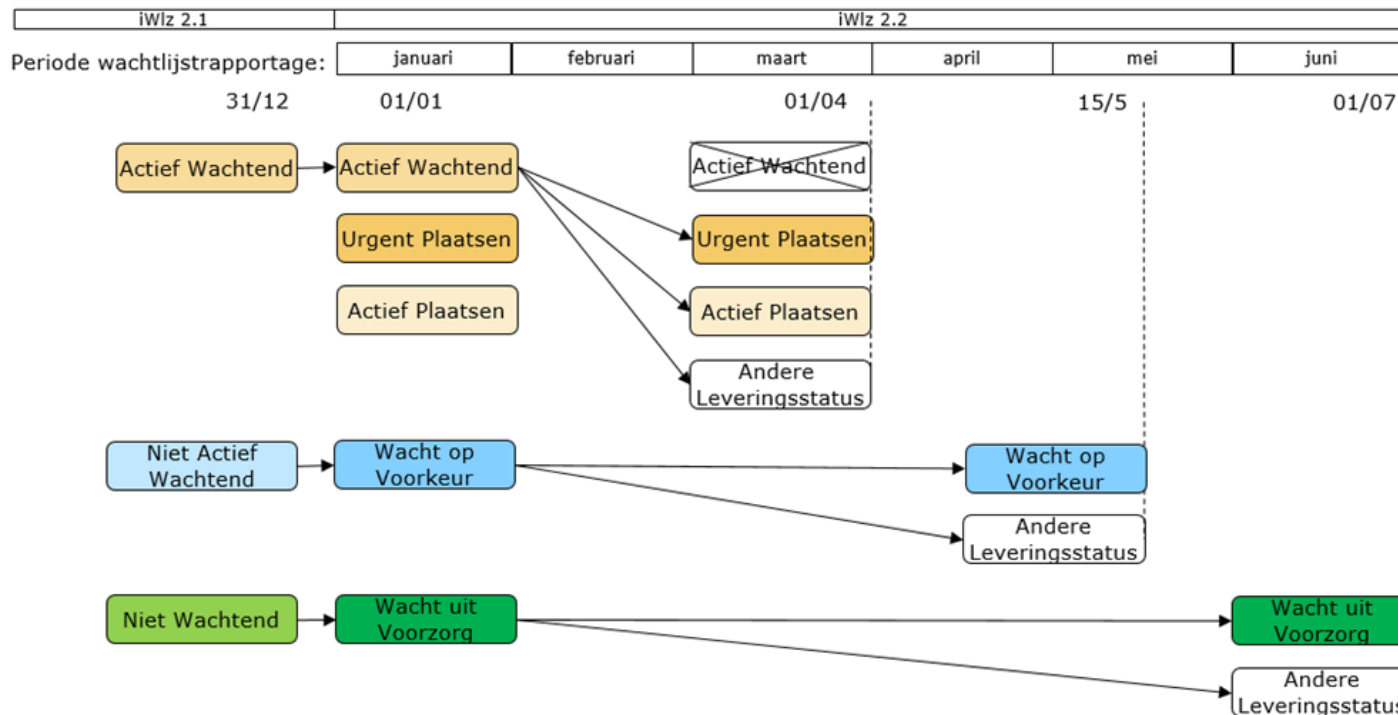 iWlz 2.1
iWlz 2.2
Periode wachtlijstrapportage:
januari
februari
maart
april
mei
juni
31/12
01/01
01/04
15/5
01/07
Actief Wachtend
Actief Wachtend
Actief Wachtend
Urgent Plaatsen
Urgent Plaatsen
Actief Plaatsen
Actief Plaatsen
Andere
Leveringsstatus
Niet Actief
Wachtend
Wacht op
Voorkeur
Wacht op
Voorkeur
Andere
Leveringsstatus
Niet Wachtend
Wacht uit
Voorzorg
Wacht uit
Voorzorg
Andere
Leveringsstatus